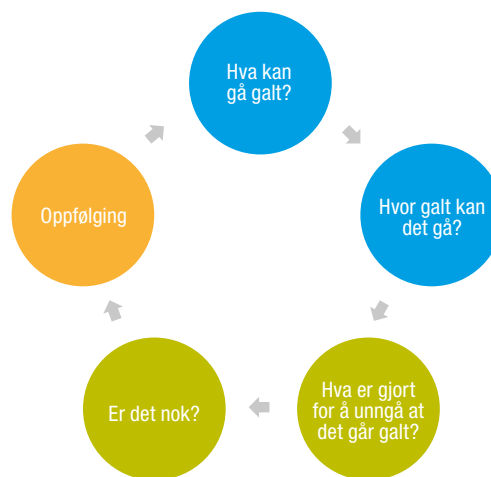 Hva kan
gå galt?
Hvor galt kan
det gå?
Hva er gjort
for å unngå at
det går galt?
Er det nok?
Oppfølging